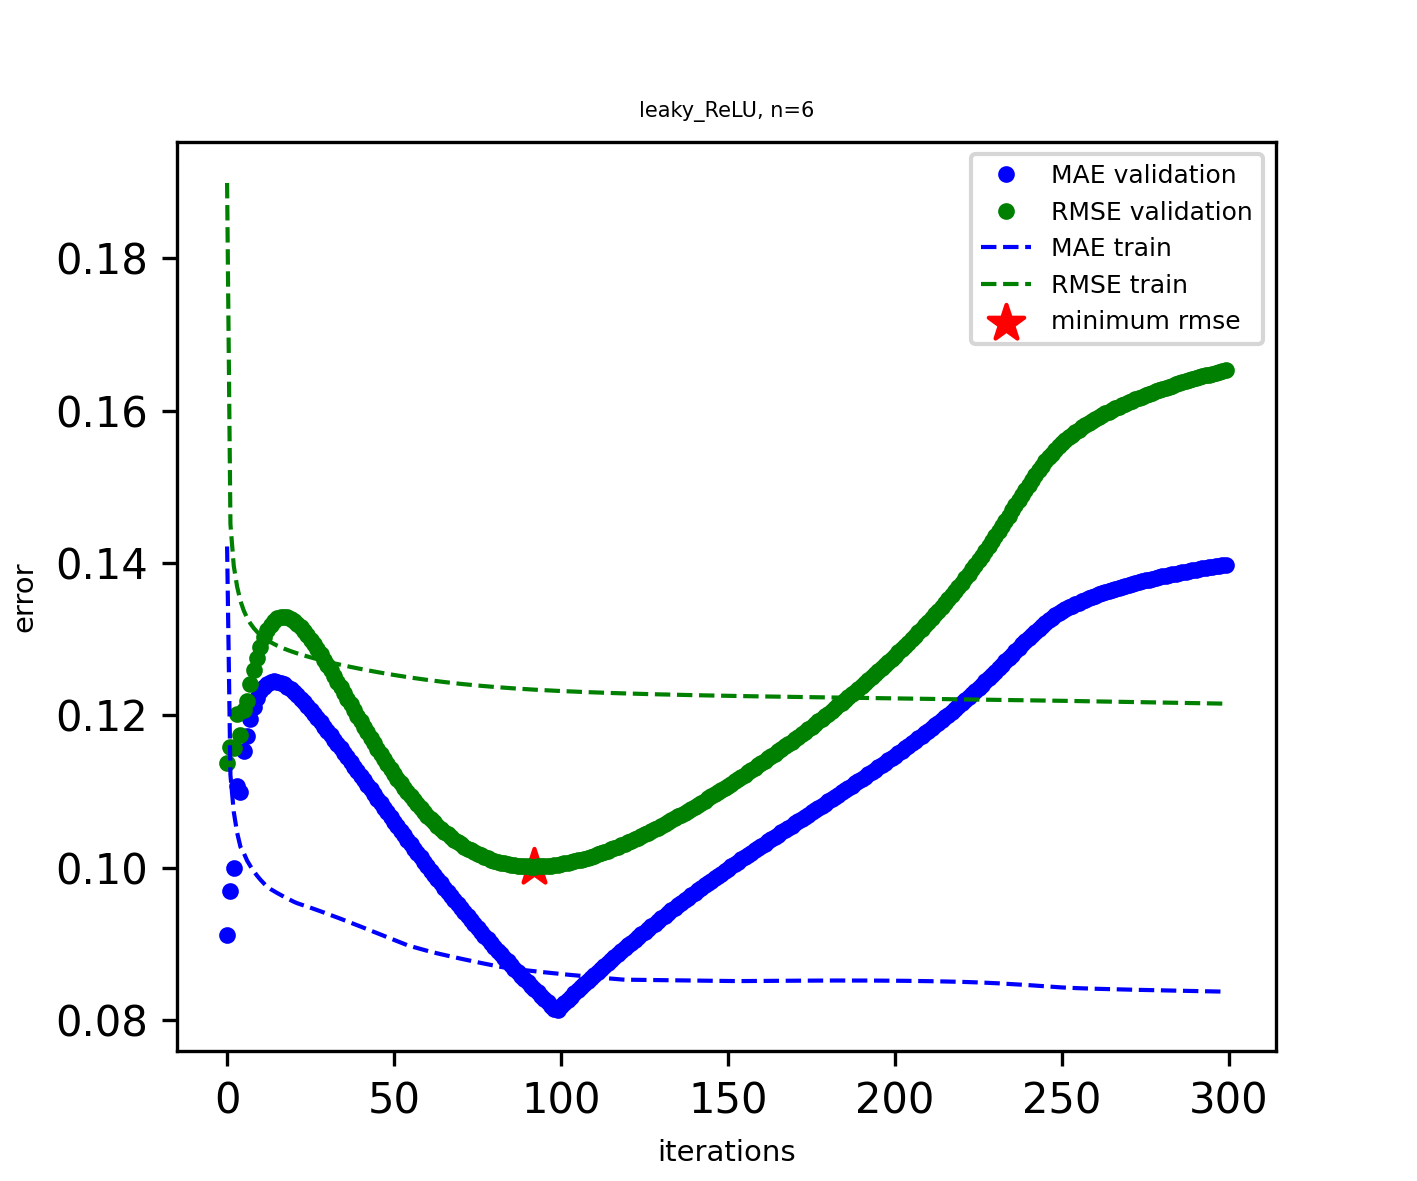 leaky_ReLU, n=6
MAE validation
RMSE validation
MAE train
RMSE train
minimum rmse
error
0.18
0.16
0.14
0.12
0.10
0.08
0 50 100 150 200 250 300
iterations